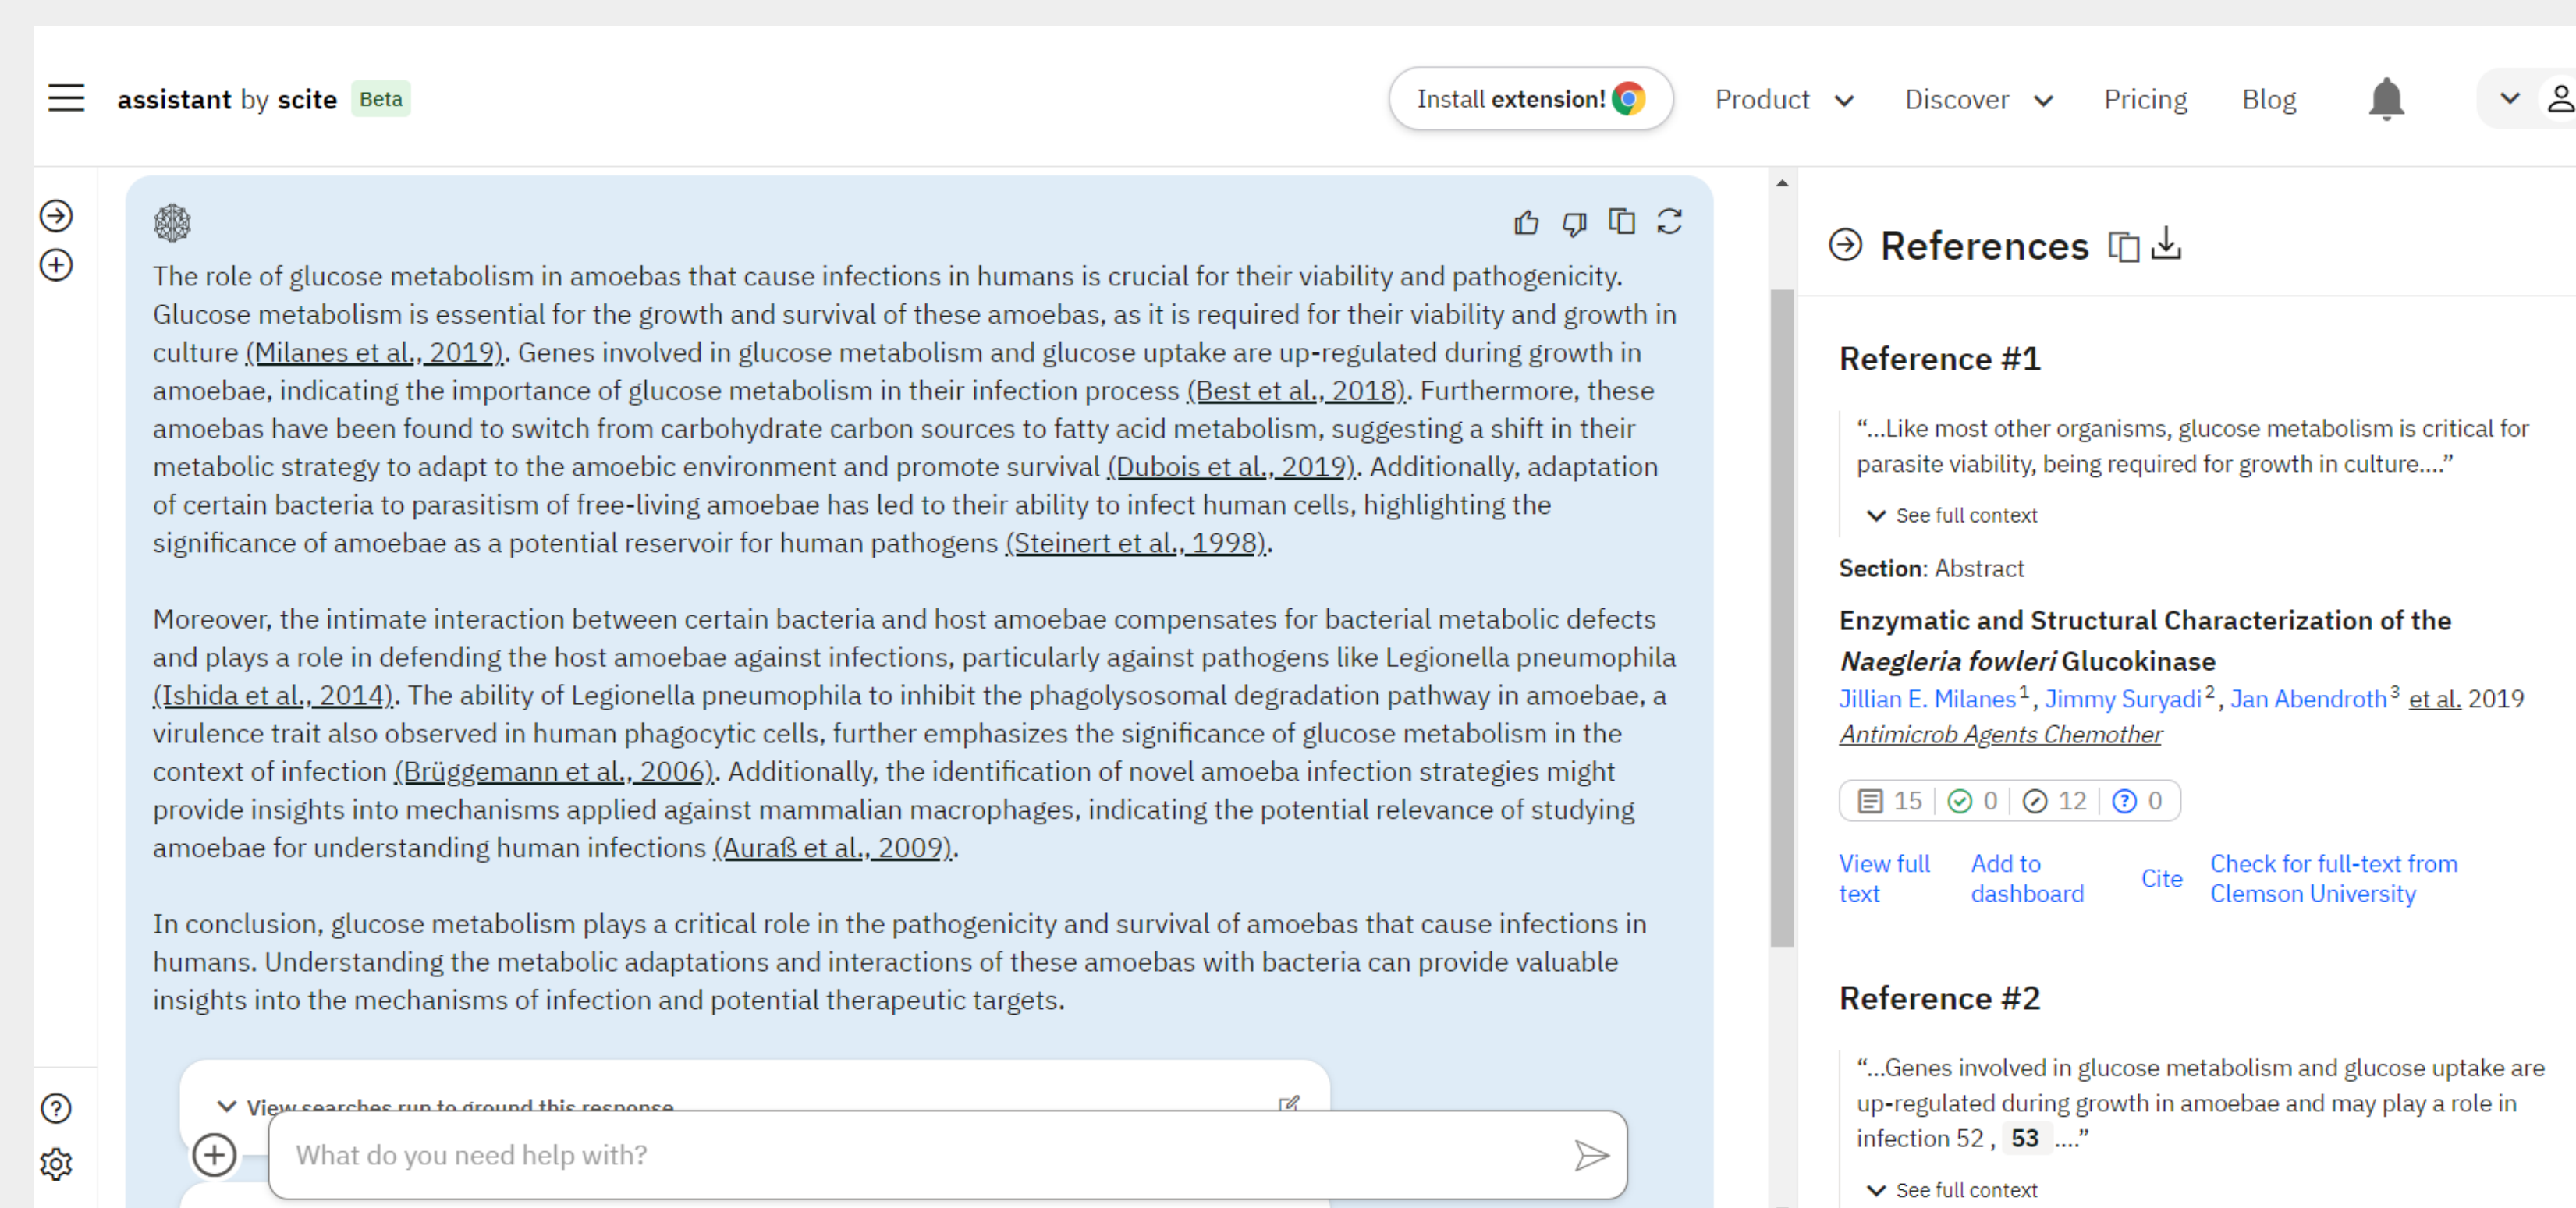 assistant by scite Beta
Install extension! Product Discover Pricing Blog
The role of glucose metabolism in amoebas that cause infections in humans is crucial for their viability and pathogenicity.
Glucose metabolism is essential for the growth and survival of these amoebas, as it is required for their viability and growth in
culture (Milanes et al., 2019). Genes involved in glucose metabolism and glucose uptake are up-regulated during growth in
amoebae, indicating the importance of glucose metabolism in their infection process (Best et al., 2018). Furthermore, these
amoebas have been found to switch from carbohydrate carbon sources to fatty acid metabolism, suggesting a shift in their
metabolic strategy to adapt to the amoebic environment and promote survival (Dubois et al., 2019). Additionally, adaptation
of certain bacteria to parasitism of free-living amoebae has led to their ability to infect human cells, highlighting the
significance of amoebae as a potential reservoir for human pathogens (Steinert et al., 1998).
Moreover, the intimate interaction between certain bacteria and host amoebae compensates for bacterial metabolic defects
and plays a role in defending the host amoebae against infections, particularly against pathogens like Legionella pneumophila
(Ishida et al., 2014). The ability of Legionella pneumophila to inhibit the phagolysosomal degradation pathway in amoebae, a
virulence trait also observed in human phagocytic cells, further emphasizes the significance of glucose metabolism in the
context of infection (Brüggemann et al., 2006). Additionally, the identification of novel amoeba infection strategies might
provide insights into mechanisms applied against mammalian macrophages, indicating the potential relevance of studying
amoebae for understanding human infections (Auraß et al., 2009).
In conclusion, glucose metabolism plays a critical role in the pathogenicity and survival of amoebas that cause infections in
humans. Understanding the metabolic adaptations and interactions of these amoebas with bacteria can provide valuable
insights into the mechanisms of infection and potential therapeutic targets.
View searches run to ground this response
What do you need help with?
References
Reference #1
“...Like most other organisms, glucose metabolism is critical for
parasite viability, being required for growth in culture....”
See full context
Section: Abstract
Enzymatic and Structural Characterization of the
Naegleria fowleri Glucokinase
Jillian E. Milanes1, Jimmy Suryadi2, Jan Abendroth3 et al. 2019
Antimicrob Agents Chemother
15 0 12 0
View full text
Add to dashboard
Cite
Check for full-text from
Clemson University
Reference #2
“...Genes involved in glucose metabolism and glucose uptake are
up-regulated during growth in amoebae and may play a role in
infection 52 , 53 ....”
See full context